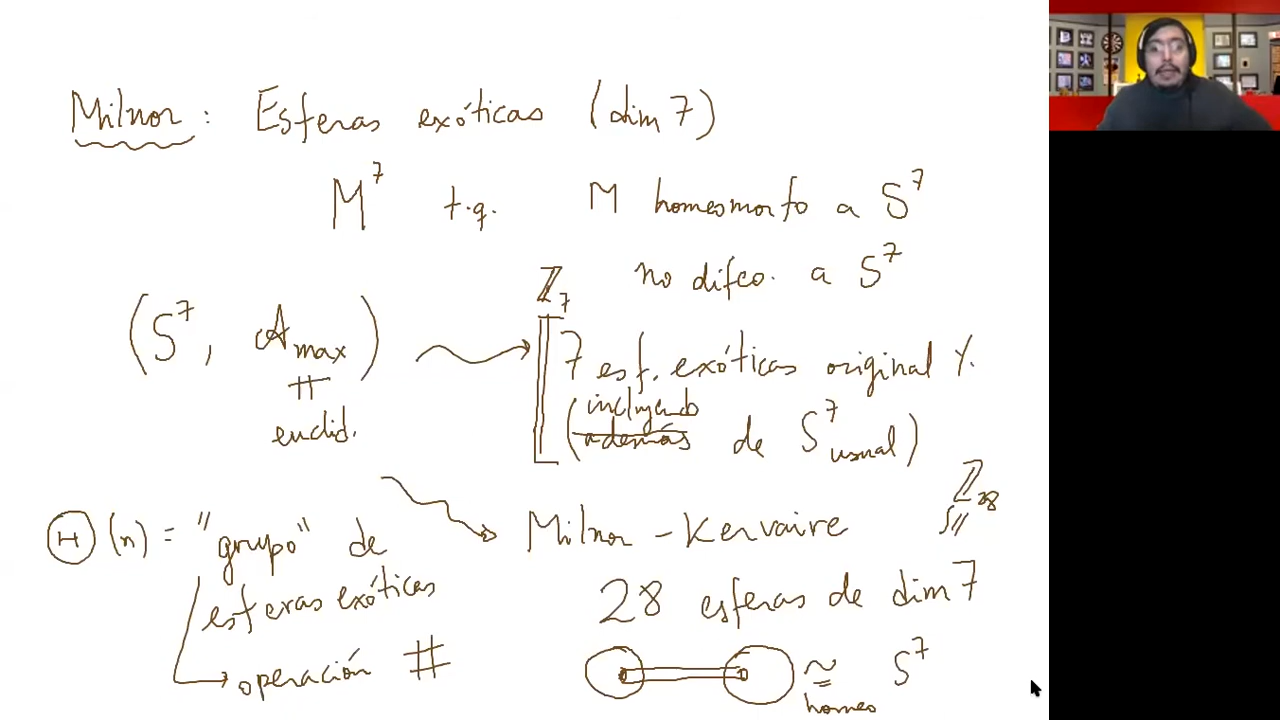 Milnor : Esferas exóticas (dim 7)
M⁷ t.q. M homeomorfo a S⁷
no difeo. a S⁷
(S⁷, 𝒜max)
euclid.
ℤ₇
7 esf. exóticas original Y.
(incluyendo
además de S⁷usual)
Ⓗ(n) = "grupo" de
esferas exóticas
operación #
Milnor - Kervaire
ℤ₂₈
28 esferas de dim 7
≃ S⁷
homeo